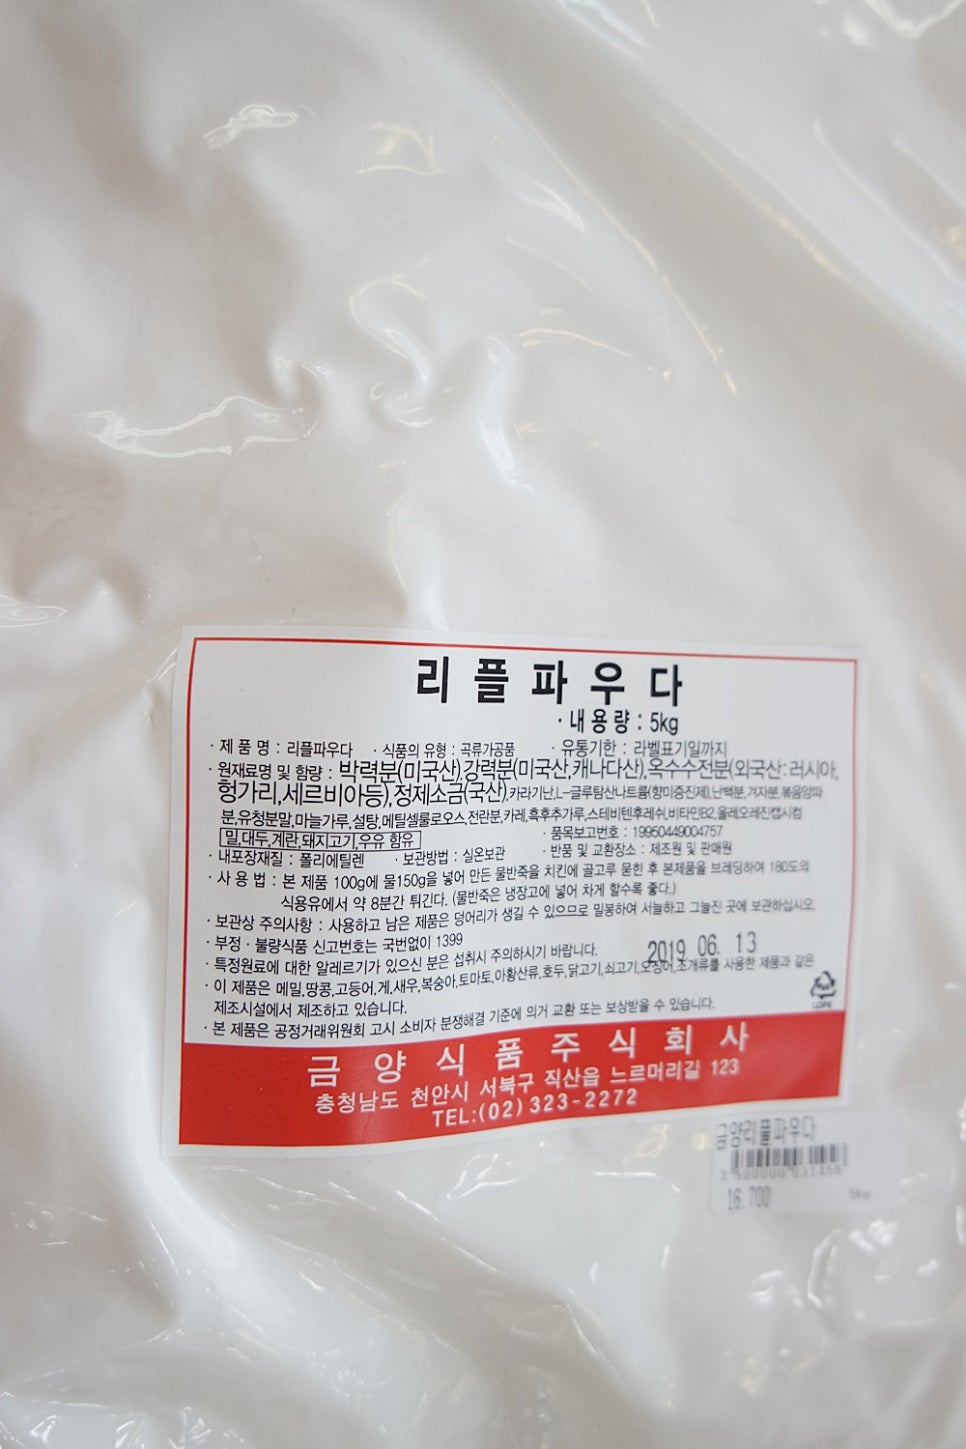 리플파우다
· 내용량 : 5kg
· 제품명 : 리플파우다 · 식품의 유형 : 곡류가공품 · 유통기한 : 라벨표기일까지
· 원재료명 및 함량 : 박력분(미국산),강력분(미국산,캐나다산),옥수수전분(외국산:러시아,
헝가리,세르비아등),정제소금(국산),카라기난,L-글루탐산나트륨(향미증진제),난백분,겨자분,볶음양파
분,유청분말,마늘가루,설탕,메틸셀룰로오스,전란분,카레,흑후추가루,스테비텐후레쉬,비타민B2,올레오레진캡시컴
밀,대두,계란,돼지고기,우유 함유 · 품목보고번호 : 19950449004757
· 내포장재질 : 폴리에틸렌 · 보관방법 : 실온보관 · 반품 및 교환장소 : 제조원 및 판매원
· 사용법 : 본 제품 100g에 물150g을 넣어 만든 물반죽을 치킨에 골고루 묻힌 후 본제품을 브레딩하여 180도의
식용유에서 약 8분간 튀긴다. (물반죽은 냉장고에 넣어 차게 할수록 좋다.)
· 보관상 주의사항 : 사용하고 남은 제품은 덩어리가 생길 수 있으므로 밀봉하여 서늘하고 그늘진 곳에 보관하십시오.
· 부정 · 불량식품 신고번호는 국번없이 1399
2019 06. 13
· 특정원료에 대한 알레르기가 있으신 분은 섭취시 주의하시기 바랍니다.
· 이 제품은 메밀,땅콩,고등어,게,새우,복숭아,토마토,아황산류,호두,닭고기,쇠고기,오징어,조개류를 사용한 제품과 같은
제조시설에서 제조하고 있습니다.
· 본 제품은 공정거래위원회 고시 소비자 분쟁해결 기준에 의거 교환 또는 보상받을 수 있습니다.
LDPE
금양식품주식회사
충청남도 천안시 서북구 직산읍 느르머리길 123
TEL:(02)323-2272
금양리플파우다
2 500000 031458
16,700 5kg